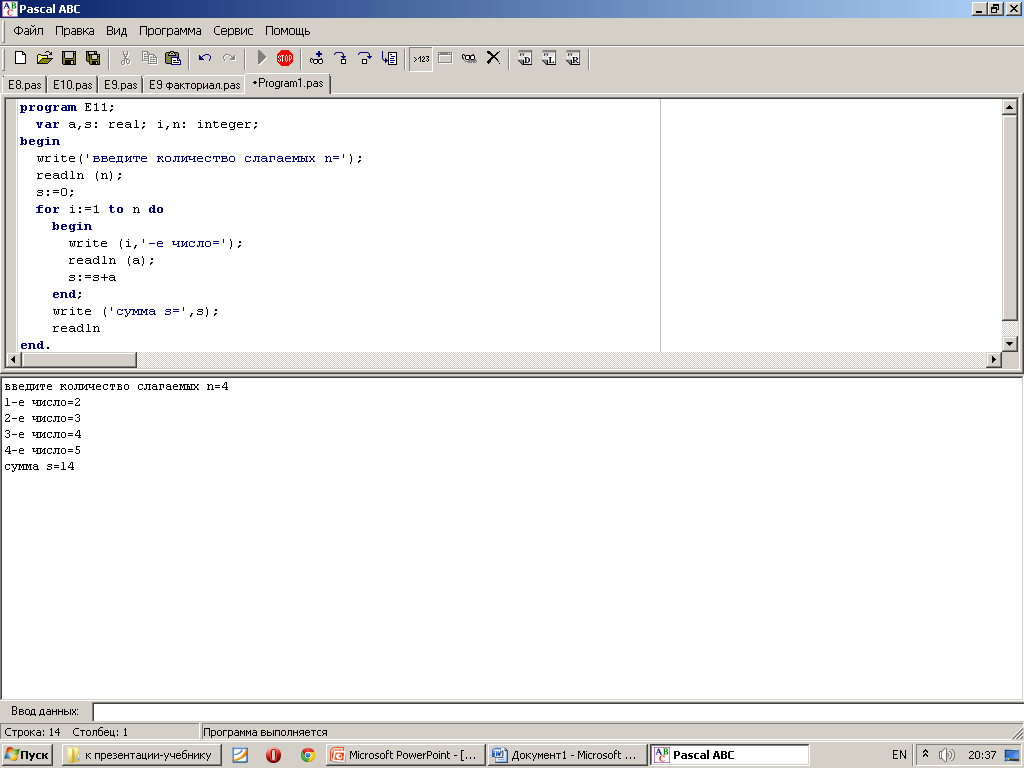 Pascal ABC
Файл Правка Вид Программа Сервис Помощь
STOP >123 D L R
E8.pas E10.pas E9.pas E9 факториал.pas •Program1.pas
program E11;
var a,s: real; i,n: integer;
begin
write('введите количество слагаемых n=');
readln (n);
s:=0;
for i:=1 to n do
begin
write (i,'-е число=');
readln (a);
s:=s+a
end;
write ('сумма s=',s);
readln
end.
введите количество слагаемых n=4
1-е число=2
2-е число=3
3-е число=4
4-е число=5
сумма s=14
Ввод данных:
Строка: 14 Столбец: 1 Программа выполняется
Пуск к презентации-учебнику Microsoft PowerPoint - [... Документ1 - Microsoft ... Pascal ABC EN 20:37